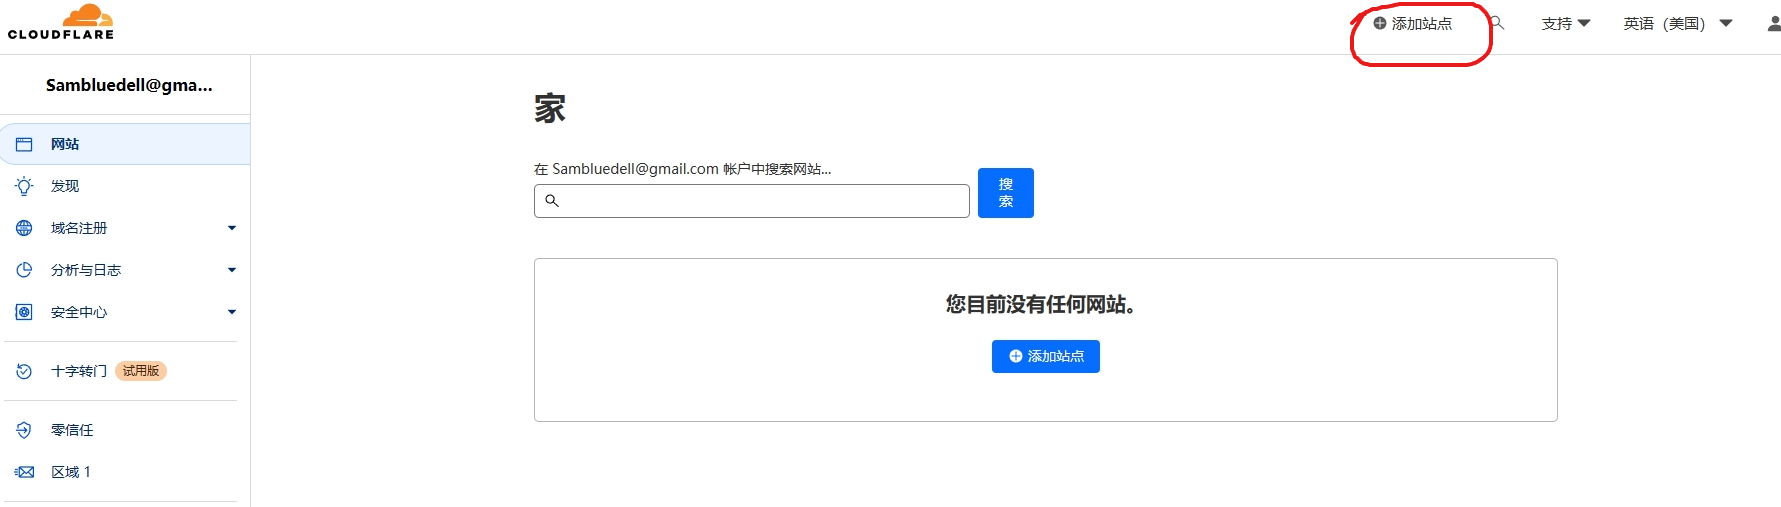 CLOUDFLARE
添加站点
支持
英语（美国）
Sambluedell@gma...
网站
发现
域名注册
分析与日志
安全中心
十字转门 试用版
零信任
区域 1
家
在 Sambluedell@gmail.com 帐户中搜索网站...
搜
索
您目前没有任何网站。
添加站点